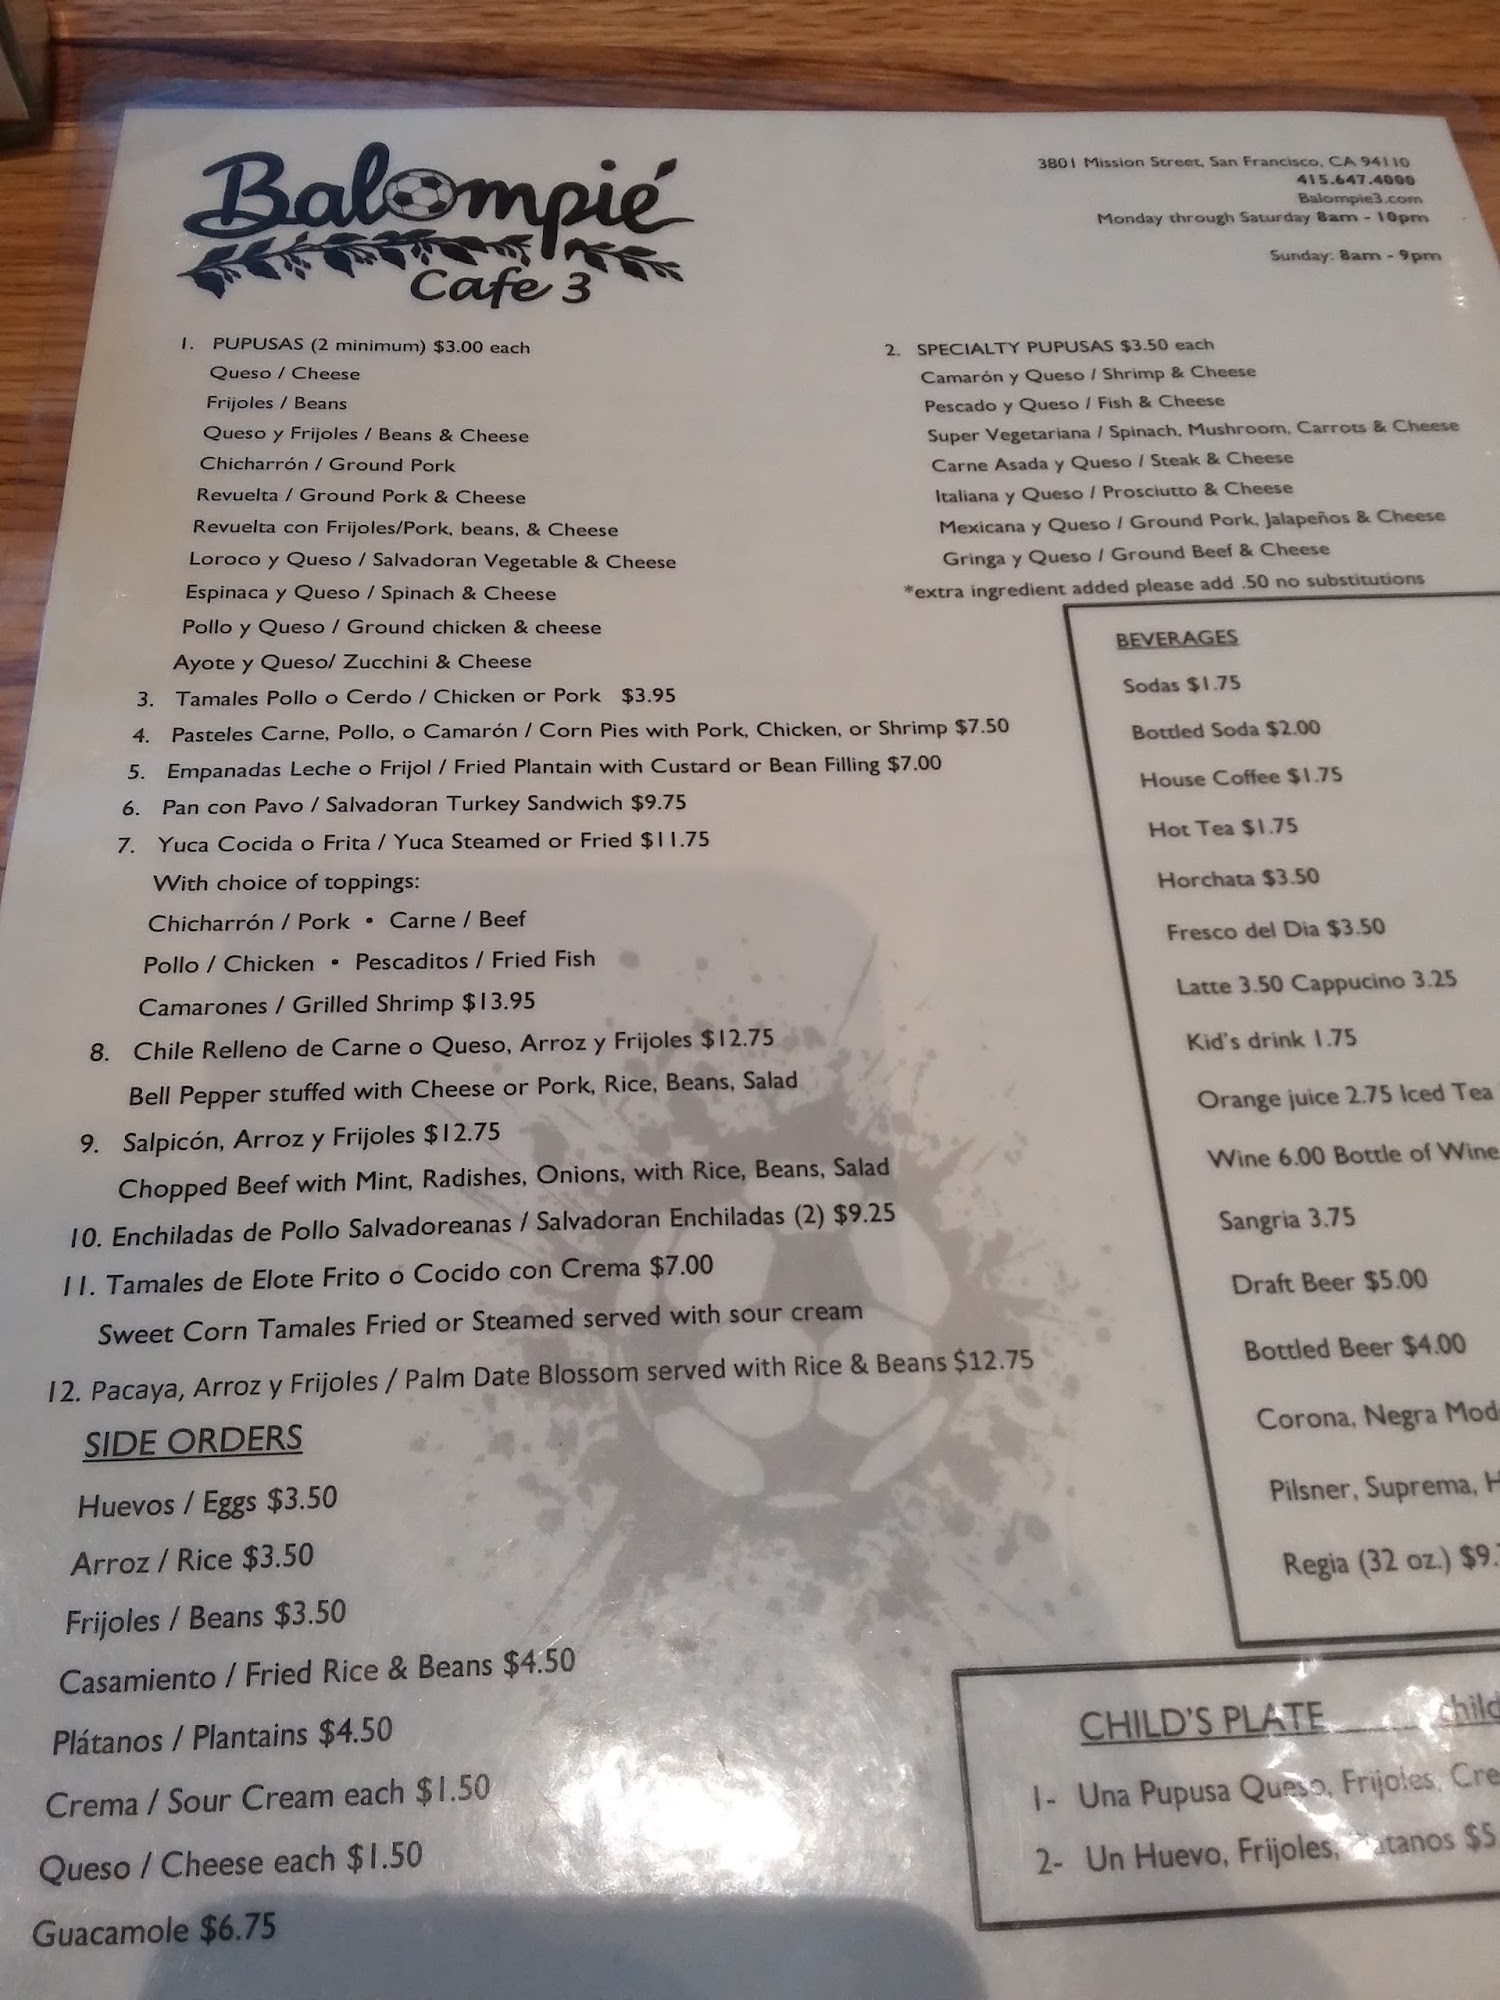 Balompié
Cafe 3
3801 Mission Street, San Francisco, CA 94110
415.647.4000
Balompie3.com
Monday through Saturday 8am - 10pm
Sunday: 8am - 9pm
1. PUPUSAS (2 minimum) $3.00 each
Queso / Cheese
Frijoles / Beans
Queso y Frijoles / Beans & Cheese
Chicharrón / Ground Pork
Revuelta / Ground Pork & Cheese
Revuelta con Frijoles/Pork, beans, & Cheese
Loroco y Queso / Salvadoran Vegetable & Cheese
Espinaca y Queso / Spinach & Cheese
Pollo y Queso / Ground chicken & cheese
Ayote y Queso/ Zucchini & Cheese
2. SPECIALTY PUPUSAS $3.50 each
Camarón y Queso / Shrimp & Cheese
Pescado y Queso / Fish & Cheese
Super Vegetariana / Spinach, Mushroom, Carrots & Cheese
Carne Asada y Queso / Steak & Cheese
Italiana y Queso / Prosciutto & Cheese
Mexicana y Queso / Ground Pork, Jalapeños & Cheese
Gringa y Queso / Ground Beef & Cheese
*extra ingredient added please add .50 no substitutions
3. Tamales Pollo o Cerdo / Chicken or Pork $3.95
4. Pasteles Carne, Pollo, o Camarón / Corn Pies with Pork, Chicken, or Shrimp $7.50
5. Empanadas Leche o Frijol / Fried Plantain with Custard or Bean Filling $7.00
6. Pan con Pavo / Salvadoran Turkey Sandwich $9.75
7. Yuca Cocida o Frita / Yuca Steamed or Fried $11.75
With choice of toppings:
Chicharrón / Pork • Carne / Beef
Pollo / Chicken • Pescaditos / Fried Fish
Camarones / Grilled Shrimp $13.95
8. Chile Relleno de Carne o Queso, Arroz y Frijoles $12.75
Bell Pepper stuffed with Cheese or Pork, Rice, Beans, Salad
9. Salpicón, Arroz y Frijoles $12.75
Chopped Beef with Mint, Radishes, Onions, with Rice, Beans, Salad
10. Enchiladas de Pollo Salvadoreanas / Salvadoran Enchiladas (2) $9.25
11. Tamales de Elote Frito o Cocido con Crema $7.00
Sweet Corn Tamales Fried or Steamed served with sour cream
12. Pacaya, Arroz y Frijoles / Palm Date Blossom served with Rice & Beans $12.75
SIDE ORDERS
Huevos / Eggs $3.50
Arroz / Rice $3.50
Frijoles / Beans $3.50
Casamiento / Fried Rice & Beans $4.50
Plátanos / Plantains $4.50
Crema / Sour Cream each $1.50
Queso / Cheese each $1.50
Guacamole $6.75
BEVERAGES
Sodas $1.75
Bottled Soda $2.00
House Coffee $1.75
Hot Tea $1.75
Horchata $3.50
Fresco del Dia $3.50
Latte 3.50 Cappucino 3.25
Kid's drink 1.75
Orange juice 2.75 Iced Tea
Wine 6.00 Bottle of Wine
Sangria 3.75
Draft Beer $5.00
Bottled Beer $4.00
Corona, Negra Mod
Pilsner, Suprema, H
Regia (32 oz.) $9.
CHILD'S PLATE child
1- Una Pupusa Queso, Frijoles, Cre
2- Un Huevo, Frijoles, $5